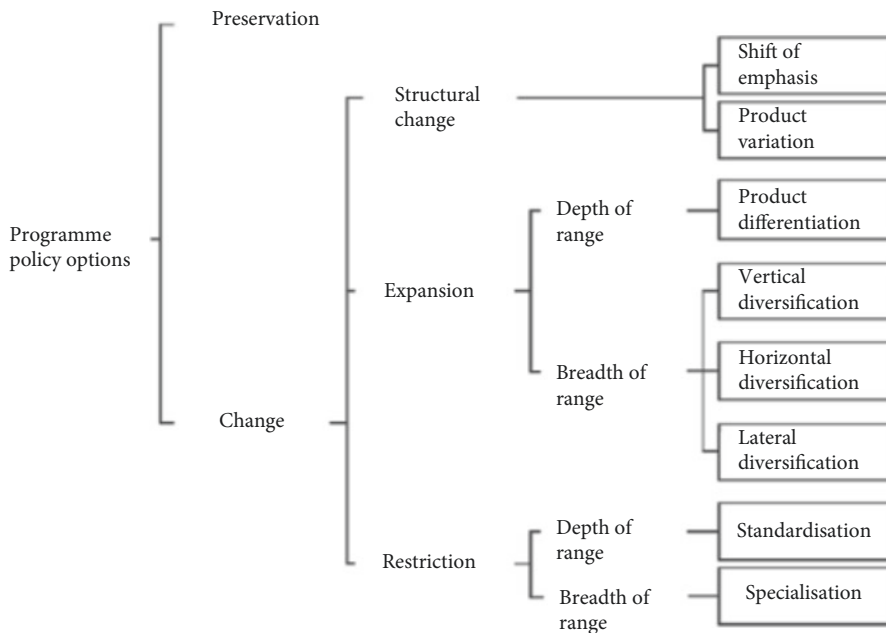 Preservation
Structural
change
Shift of
emphasis
Product
variation
Programme
policy options
Expansion
Depth of
range
Product
differentiation
Breadth of
range
Vertical
diversification
Horizontal
diversification
Lateral
diversification
Change
Restriction
Depth of
range
Standardisation
Breadth of
range
Specialisation